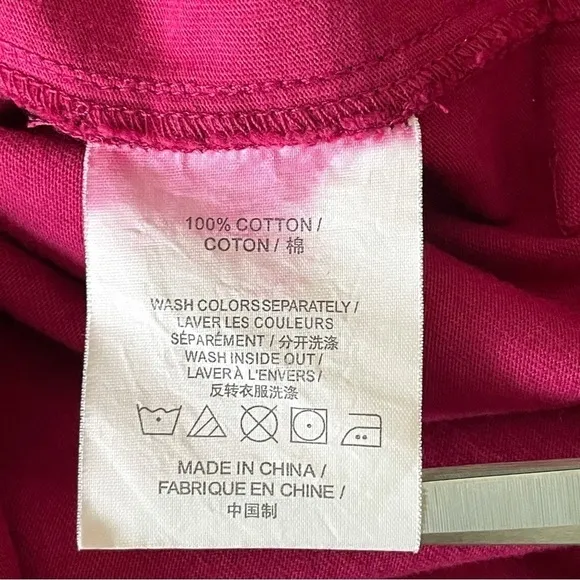 100% COTTON /
COTON / 棉
WASH COLORS SEPARATELY /
LAVER LES COULEURS
SÉPARÉMENT / 分开洗涤
WASH INSIDE OUT /
LAVER À L'ENVERS /
反转衣服洗涤
MADE IN CHINA /
FABRIQUE EN CHINE /
中国制